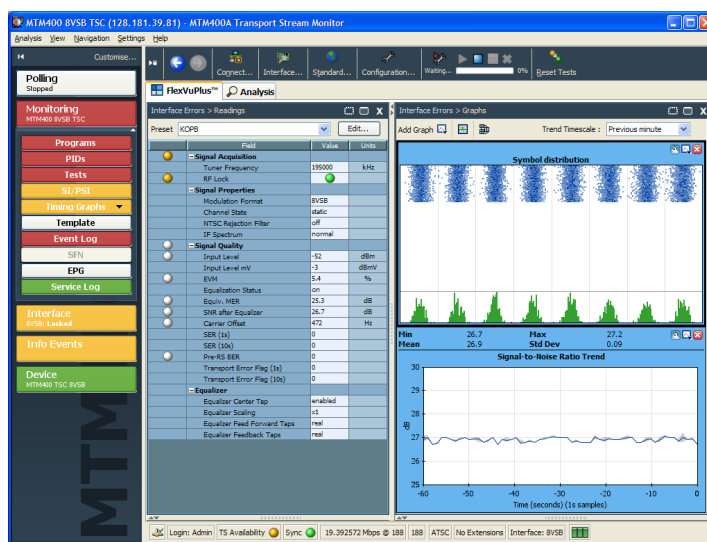 MTM400 8VSB TSC (128.181.39.81) - MTM400A Transport Stream Monitor
Analysis View Navigation Settings Help
Customise...
Polling
Stopped
Monitoring
MTM400 8VSB TSC
Programs
PIDs
Tests
SI/PSI
Timing Graphs
Template
Event Log
SFN
EPG
Service Log
Interface
8VSB: Locked
Info Events
Device
MTM400 TSC 8VSB
MTM
Connect... Interface... Standard... Configuration... Waiting... 0% Reset Tests
FlexVuPlus™ Analysis
Interface Errors > Readings
Preset KOPB Edit...
Field Value Units
Signal Acquisition
Tuner Frequency 195000 kHz
RF Lock
Signal Properties
Modulation Format 8VSB
Channel State static
NTSC Rejection Filter off
IF Spectrum normal
Signal Quality
Input Level -52 dBm
Input Level mV -3 dBmV
EVM 5.4 %
Equalization Status on
Equiv. MER 25.3 dB
SNR after Equalizer 26.7 dB
Carrier Offset 472 Hz
SER (1s) 0
SER (10s) 0
Pre-RS BER 0
Transport Error Flag (1s) 0
Transport Error Flag (10s) 0
Equalizer
Equalizer Center Tap enabled
Equalizer Scaling x1
Equalizer Feed Forward Taps real
Equalizer Feedback Taps real
Interface Errors > Graphs
Add Graph Trend Timescale : Previous minute
Symbol distribution
Min 26.7 Max 27.2
Mean 26.9 Std Dev 0.09
Signal-to-Noise Ratio Trend
30
29
28
27
26
25
dB
-60 -50 -40 -30 -20 -10 0
Time (seconds) (1s samples)
Login: Admin TS Availability Sync 19.392572 Mbps @ 188 188 ATSC No Extensions Interface: 8VSB